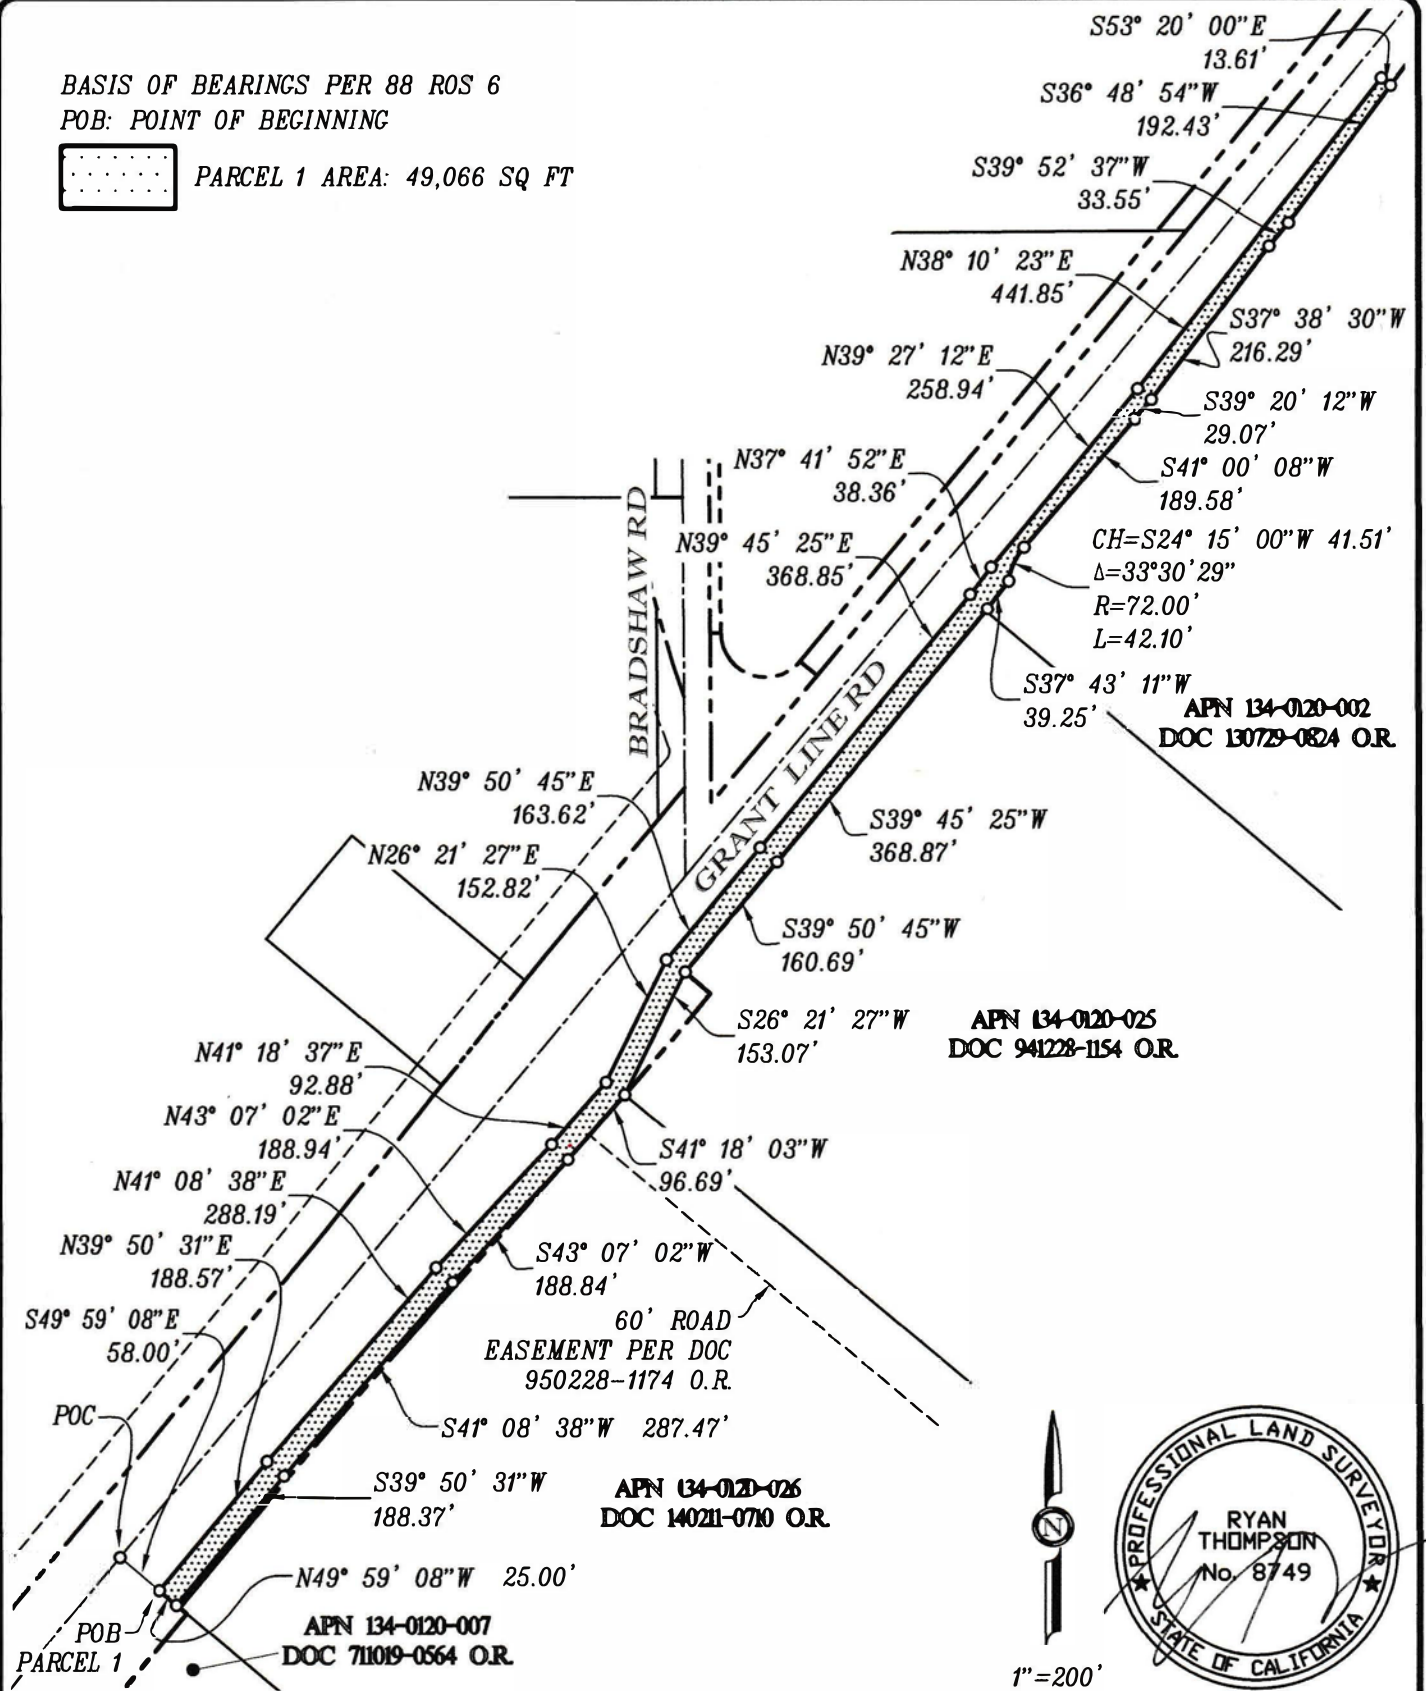 BASIS OF BEARINGS PER 88 ROS 6
POB: POINT OF BEGINNING
PARCEL 1 AREA: 49,066 SQ FT
S53° 20' 00"E
13.61'
S36° 48' 54"W
192.43'
S39° 52' 37"W
33.55'
N38° 10' 23"E
441.85'
S37° 38' 30"W
216.29'
N39° 27' 12"E
258.94'
S39° 20' 12"W
29.07'
S41° 00' 08"W
189.58'
N37° 41' 52"E
38.36'
CH=S24° 15' 00"W 41.51'
Δ=33°30'29"
R=72.00'
L=42.10'
N39° 45' 25"E
368.85'
BRADSHAW RD
GRANT LINE RD
S37° 43' 11"W
39.25'
APN 134-0120-002
DOC 130729-0824 O.R.
N39° 50' 45"E
163.62'
S39° 45' 25"W
368.87'
N26° 21' 27"E
152.82'
S39° 50' 45"W
160.69'
S26° 21' 27"W
153.07'
APN 134-0120-025
DOC 941228-1154 O.R.
N41° 18' 37"E
92.88'
N43° 07' 02"E
188.94'
S41° 18' 03"W
96.69'
N41° 08' 38"E
288.19'
N39° 50' 31"E
188.57'
S43° 07' 02"W
188.84'
S49° 59' 08"E
58.00'
60' ROAD
EASEMENT PER DOC
950228-1174 O.R.
POC
S41° 08' 38"W 287.47'
S39° 50' 31"W
188.37'
APN 134-0120-026
DOC 140211-0710 O.R.
N49° 59' 08"W 25.00'
POB
PARCEL 1
APN 134-0120-007
DOC 711019-0564 O.R.
N
1"=200'
PROFESSIONAL LAND SURVEYOR
RYAN
THOMPSON
No. 8749
STATE OF CALIFORNIA